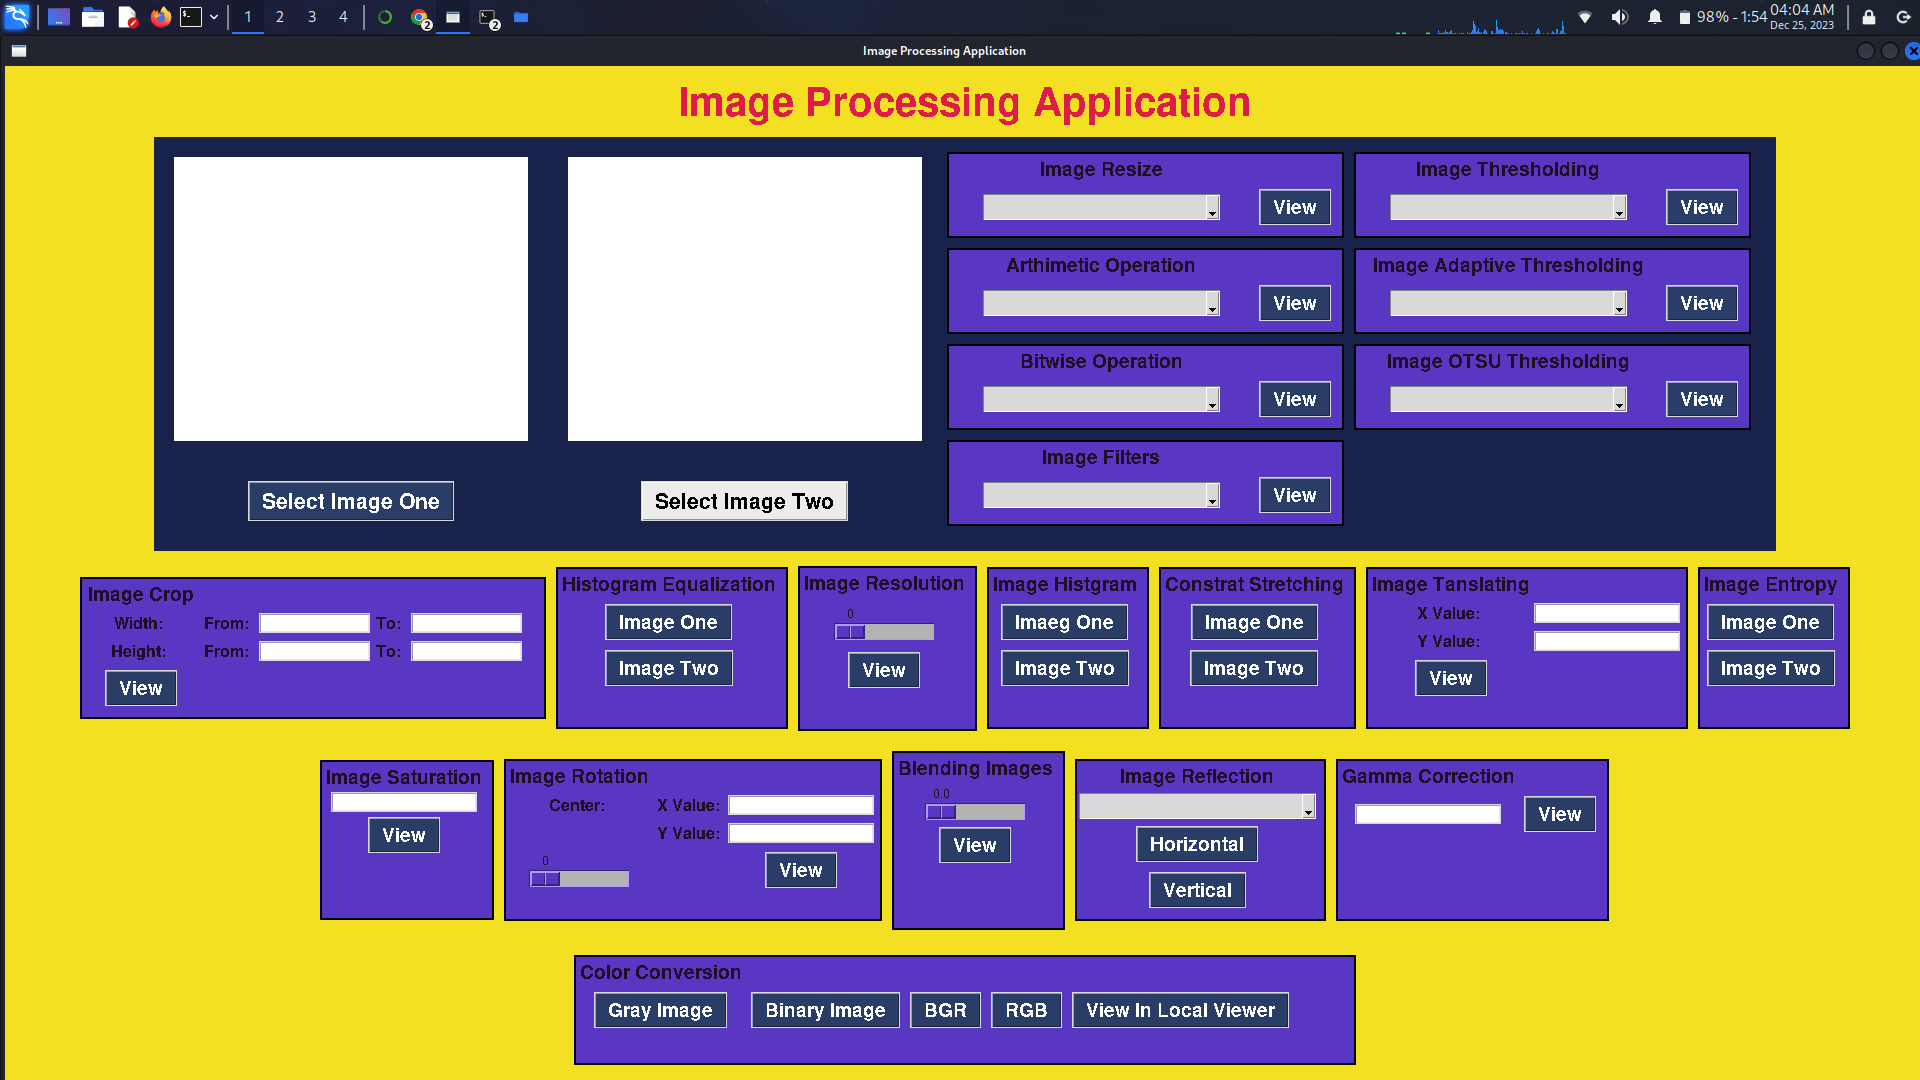 1 2 3 4
2
2
98% - 1:54
04:04 AM
Dec 25, 2023
Image Processing Application
Image Processing Application
Select Image One
Select Image Two
Image Resize
View
Image Thresholding
View
Arthimetic Operation
View
Image Adaptive Thresholding
View
Bitwise Operation
View
Image OTSU Thresholding
View
Image Filters
View
Image Crop
Width: From: To:
Height: From: To:
View
Histogram Equalization
Image One
Image Two
Image Resolution
0
View
Image Histgram
Imaeg One
Image Two
Constrat Stretching
Image One
Image Two
Image Tanslating
X Value:
Y Value:
View
Image Entropy
Image One
Image Two
Image Saturation
View
Image Rotation
Center: X Value:
Y Value:
0
View
Blending Images
0.0
View
Image Reflection
Horizontal
Vertical
Gamma Correction
View
Color Conversion
Gray Image Binary Image BGR RGB View In Local Viewer